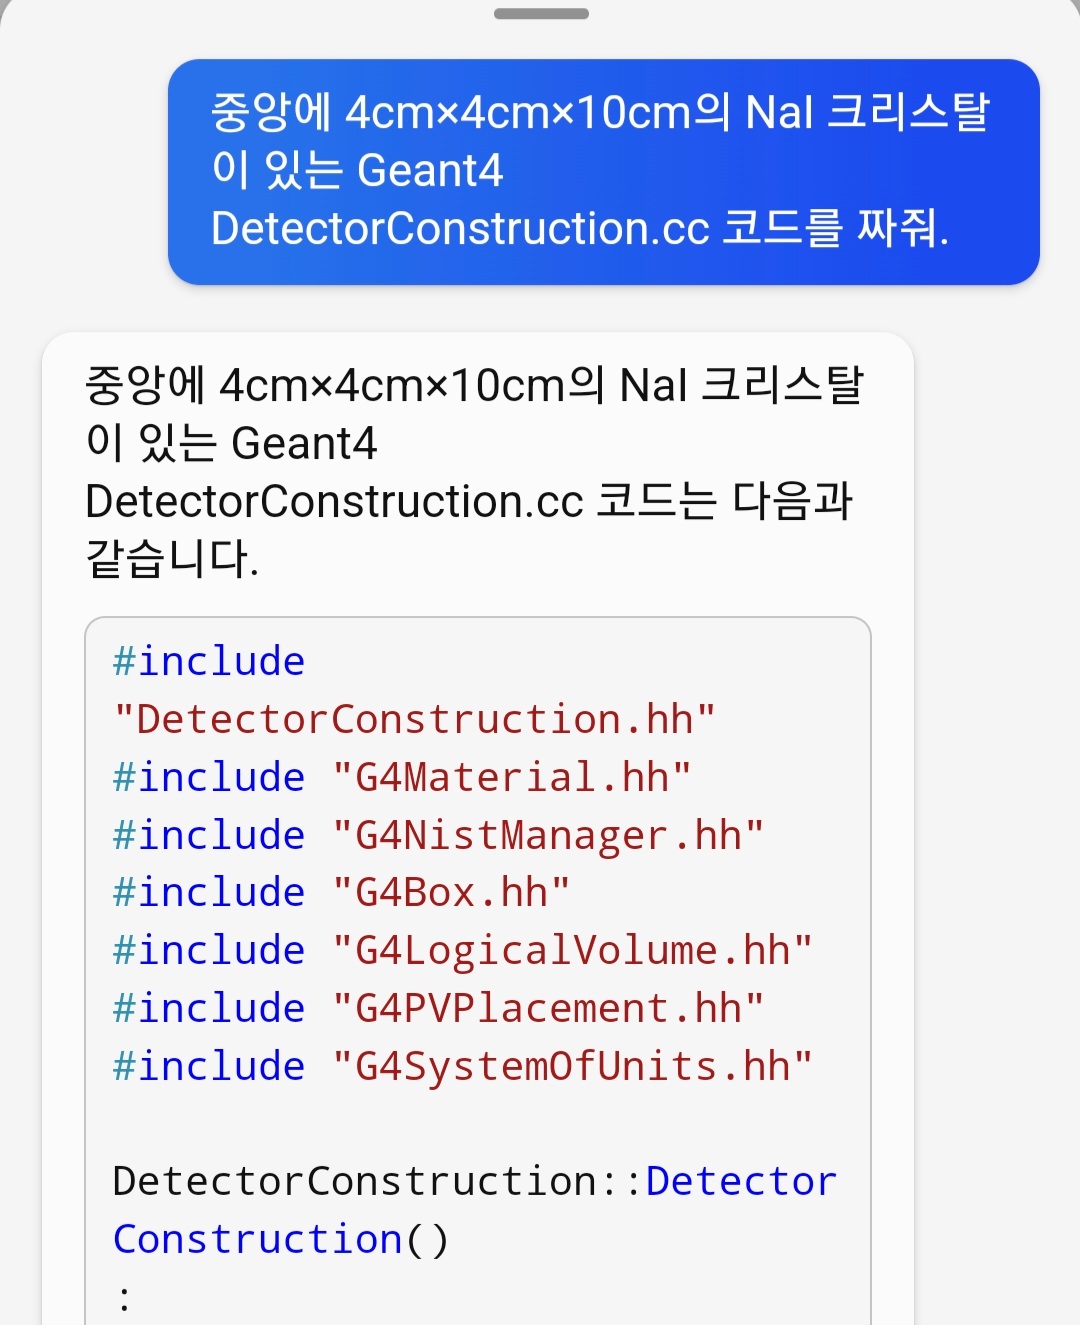 중앙에 4cm×4cm×10cm의 NaI 크리스탈
이 있는 Geant4
DetectorConstruction.cc 코드를 짜줘.
중앙에 4cm×4cm×10cm의 NaI 크리스탈
이 있는 Geant4
DetectorConstruction.cc 코드는 다음과
같습니다.
#include
"DetectorConstruction.hh"
#include "G4Material.hh"
#include "G4NistManager.hh"
#include "G4Box.hh"
#include "G4LogicalVolume.hh"
#include "G4PVPlacement.hh"
#include "G4SystemOfUnits.hh"
DetectorConstruction::Detector
Construction()
: